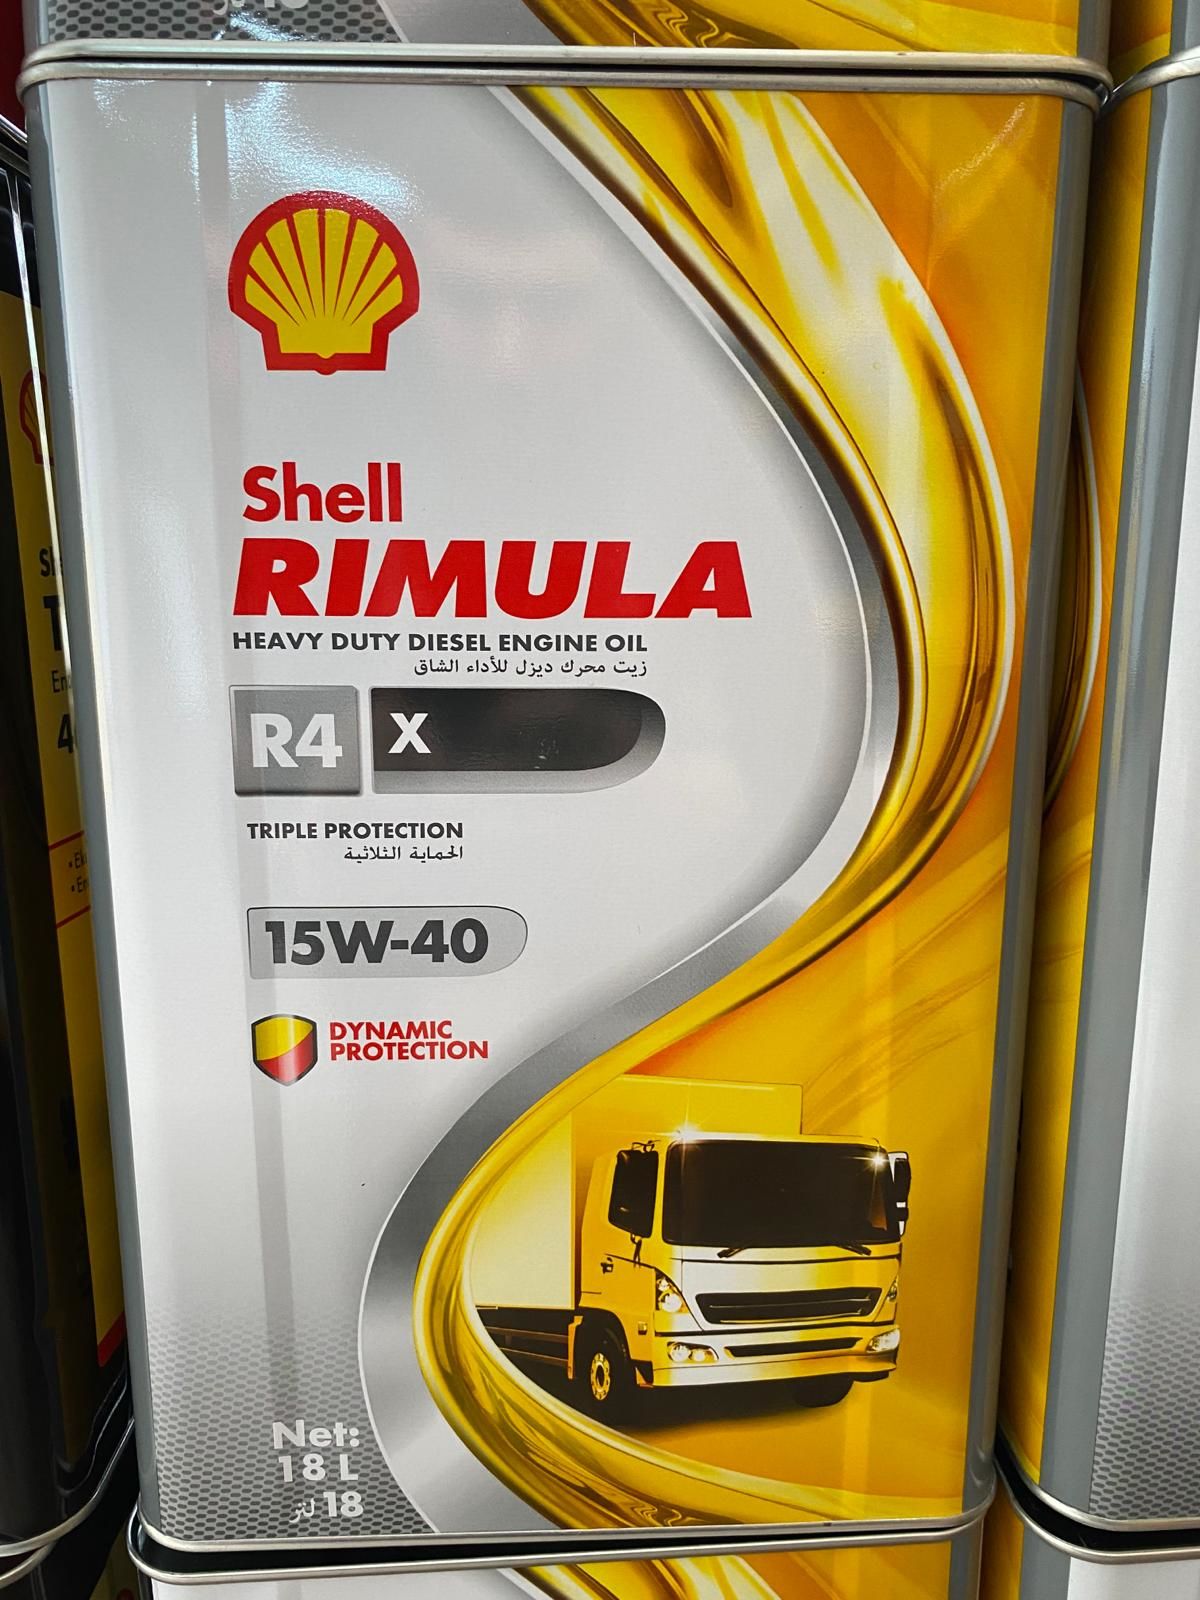 Shell
RIMULA
HEAVY DUTY DIESEL ENGINE OIL
زيت محرك ديزل للأداء الشاق
R4 X
TRIPLE PROTECTION
الحماية الثلاثية
15W-40
DYNAMIC
PROTECTION
Net:
18 L
18 لتر